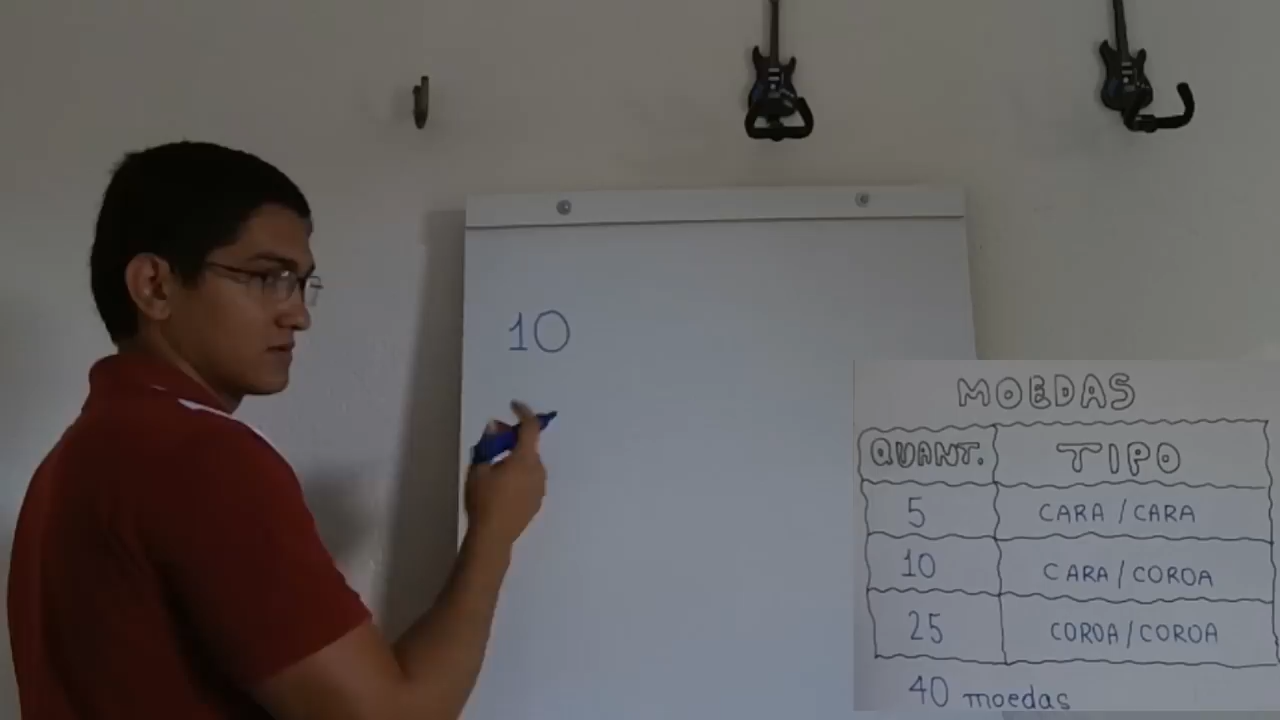 10
MOEDAS
QUANT. TIPO
5 CARA/CARA
10 CARA/COROA
25 COROA/COROA
40 moedas